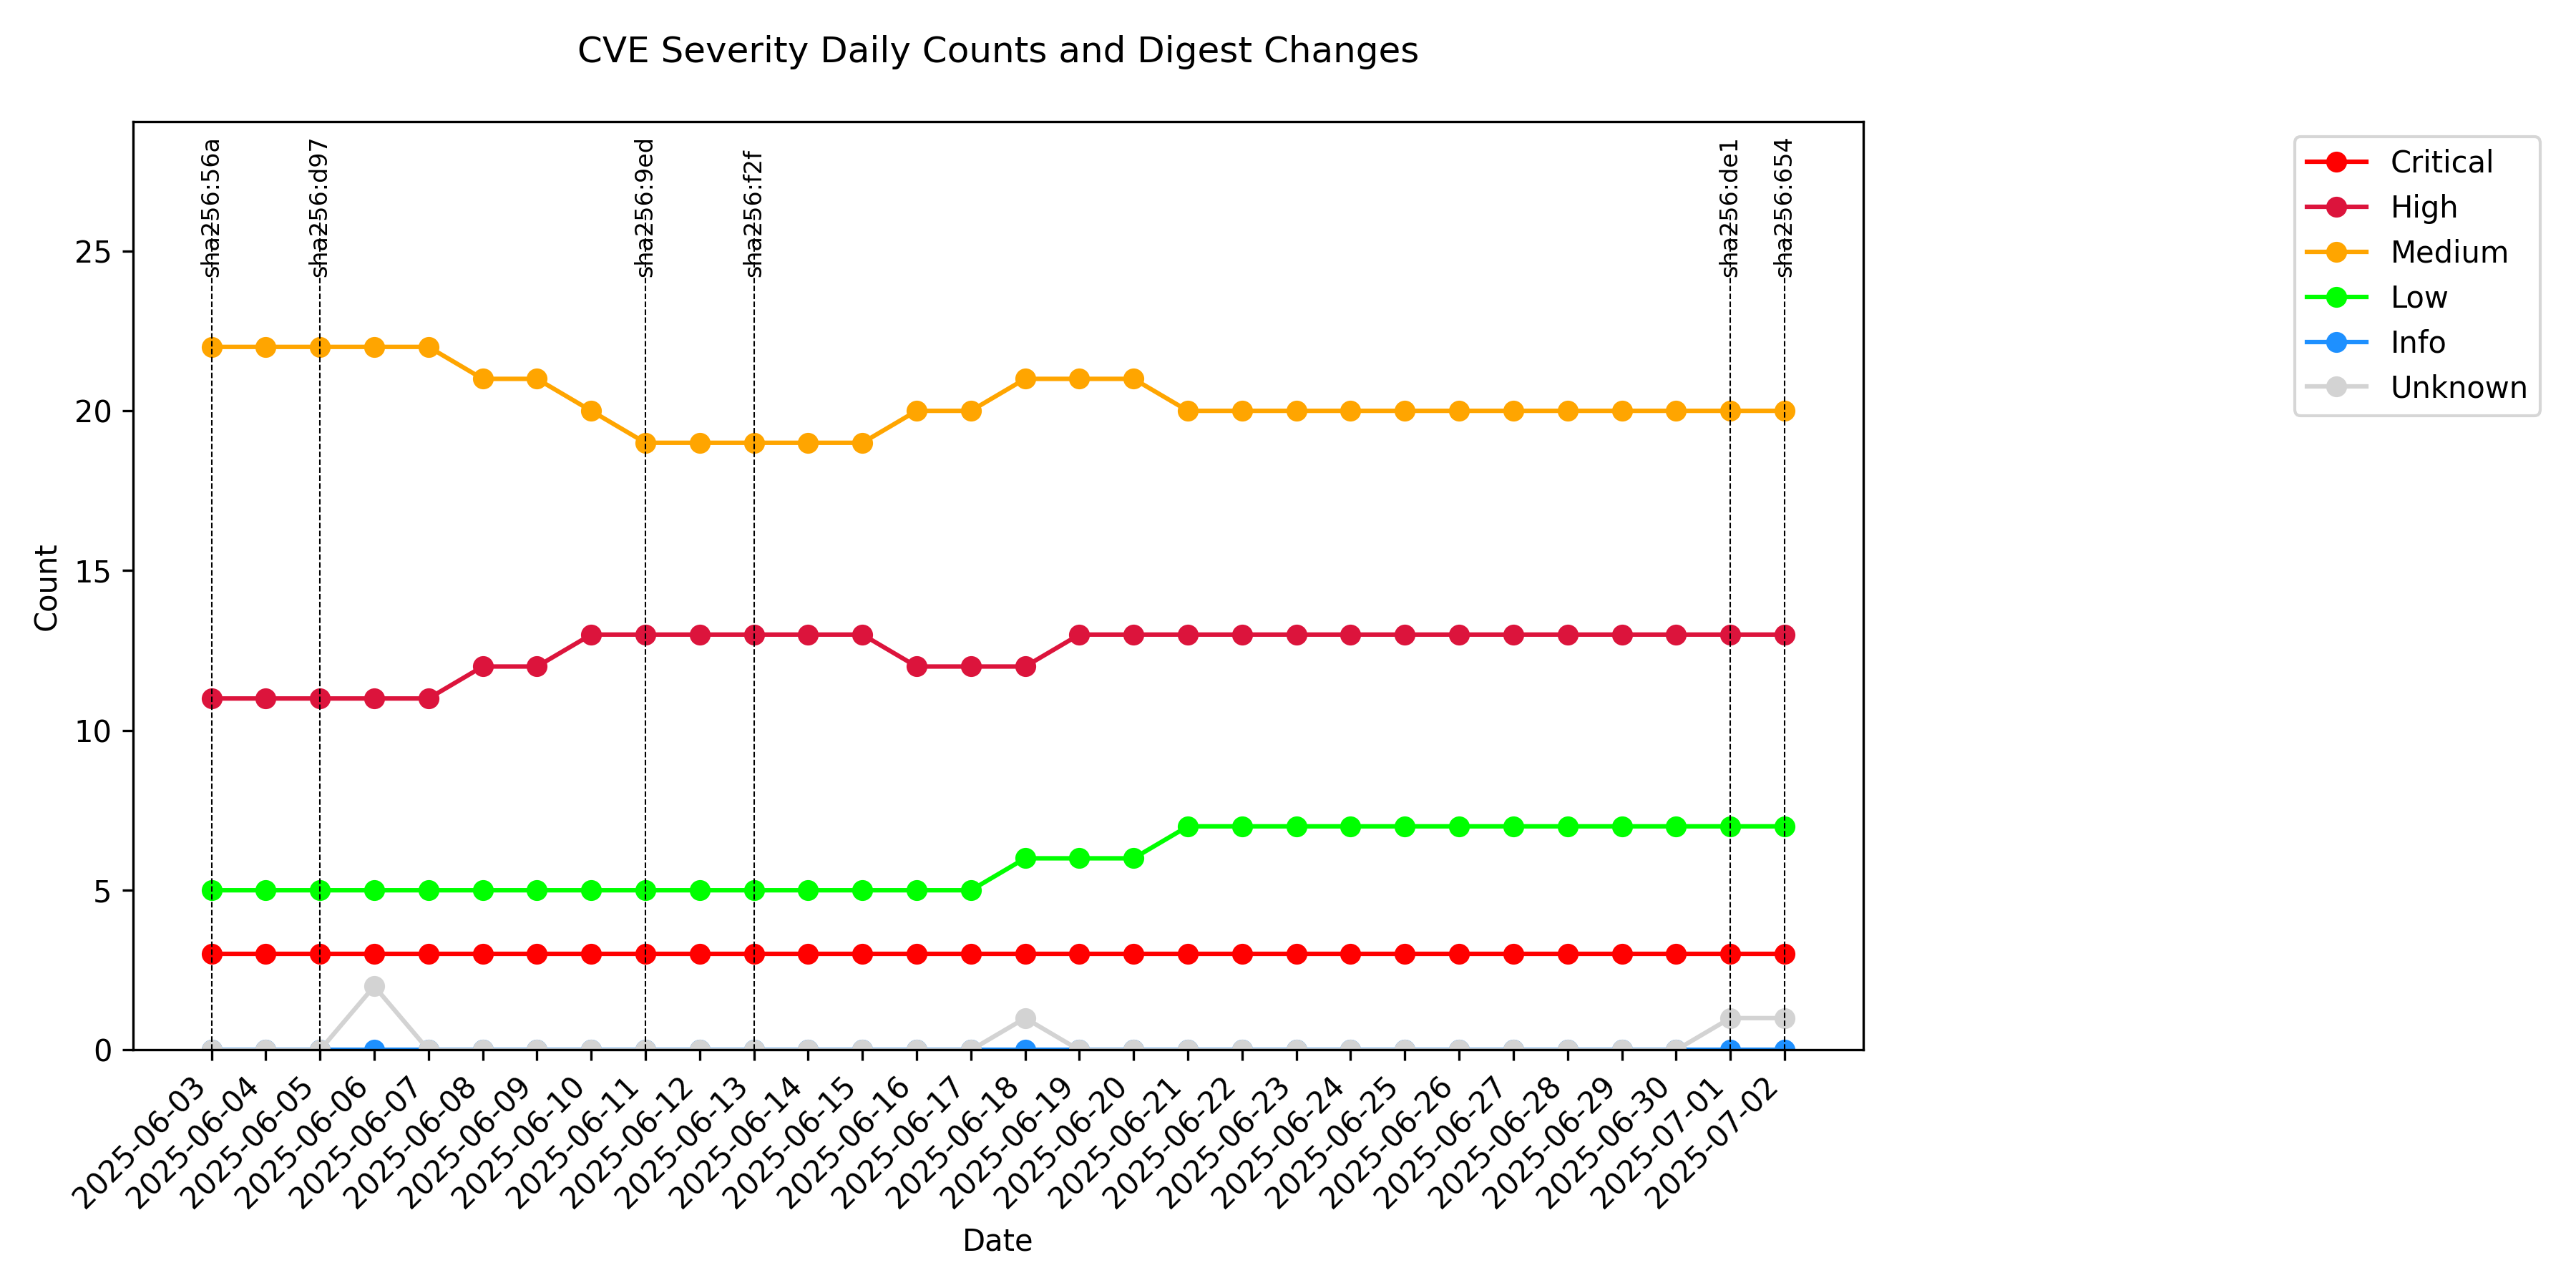 CVE Severity Daily Counts and Digest Changes
sha256:56a
sha256:d97
sha256:9ed
sha256:f2f
sha256:de1
sha256:654
Critical
High
Medium
Low
Info
Unknown
Count
25
20
15
10
5
0
2025-06-03
2025-06-04
2025-06-05
2025-06-06
2025-06-07
2025-06-08
2025-06-09
2025-06-10
2025-06-11
2025-06-12
2025-06-13
2025-06-14
2025-06-15
2025-06-16
2025-06-17
2025-06-18
2025-06-19
2025-06-20
2025-06-21
2025-06-22
2025-06-23
2025-06-24
2025-06-25
2025-06-26
2025-06-27
2025-06-28
2025-06-29
2025-06-30
2025-07-01
2025-07-02
Date